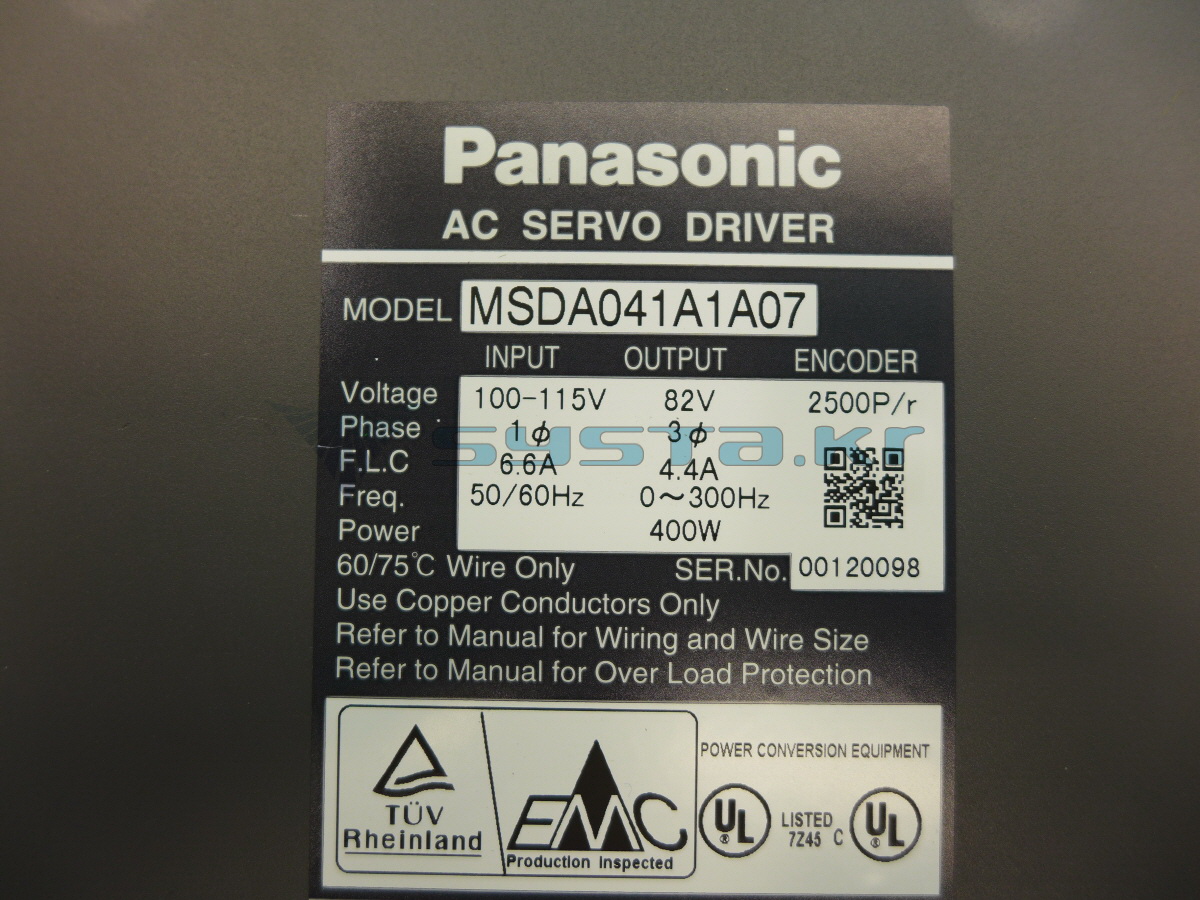 Panasonic
AC SERVO DRIVER
MODEL MSDA041A1A07
INPUT OUTPUT ENCODER
Voltage 100-115V 82V 2500P/r
Phase 1ϕ 3ϕ
systa.kr
F.L.C 6.6A 4.4A
Freq. 50/60Hz 0～300Hz
Power 400W
60/75℃ Wire Only SER.No. 00120098
Use Copper Conductors Only
Refer to Manual for Wiring and Wire Size
Refer to Manual for Over Load Protection
TÜV
Rheinland
EMC
Production Inspected
POWER CONVERSION EQUIPMENT
UL ® LISTED 7Z45 C UL ®